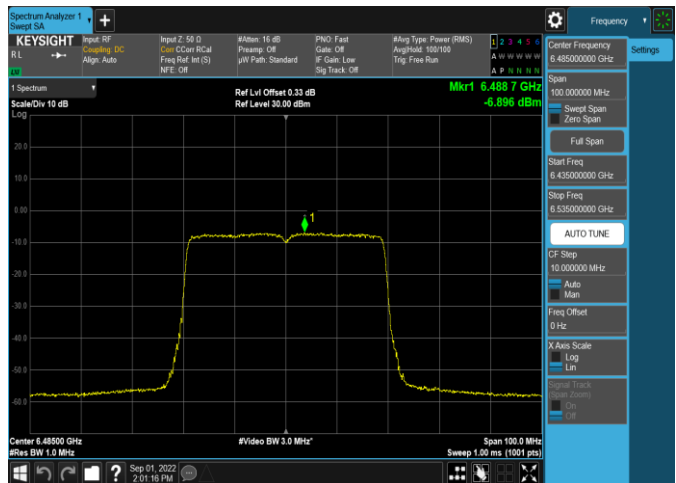 Spectrum Analyzer 1
Swept SA
Frequency
KEYSIGHT
R L
LW
Input: RF
Coupling: DC
Align: Auto
Input Z: 50 Ω
Corr CCorr RCal
Freq Ref: Int (S)
NFE: Off
#Atten: 16 dB
Preamp: Off
µW Path: Standard
PNO: Fast
Gate: Off
IF Gain: Low
Sig Track: Off
#Avg Type: Power (RMS)
Avg|Hold: 100/100
Trig: Free Run
1 2 3 4 5 6
A W W W W W
A P N N N N
1 Spectrum
Scale/Div 10 dB
Log
Ref Lvl Offset 0.33 dB
Ref Level 30.00 dBm
Mkr1 6.488 7 GHz
-6.896 dBm
20.0
10.0
0.00
-10.0
-20.0
-30.0
-40.0
-50.0
-60.0
1
Center 6.48500 GHz
#Res BW 1.0 MHz
#Video BW 3.0 MHz*
Span 100.0 MHz
Sweep 1.00 ms (1001 pts)
?
Sep 01, 2022
2:01:16 PM
Center Frequency
6.485000000 GHz
Settings
Span
100.000000 MHz
Swept Span
Zero Span
Full Span
Start Freq
6.435000000 GHz
Stop Freq
6.535000000 GHz
AUTO TUNE
CF Step
10.000000 MHz
Auto
Man
Freq Offset
0 Hz
X Axis Scale
Log
Lin
Signal Track
(Span Zoom)
On
Off